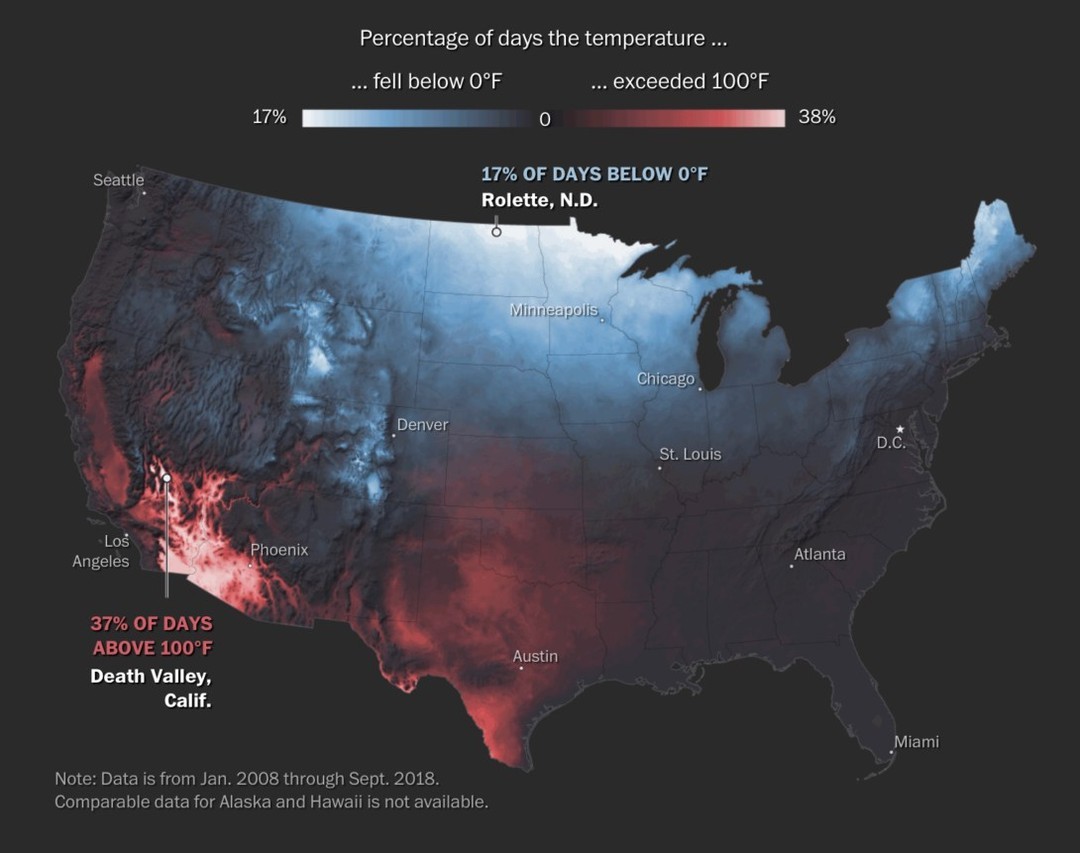 Percentage of days the temperature ...
... fell below 0°F ... exceeded 100°F
17% 0 38%
17% OF DAYS BELOW 0°F
Seattle
Rolette, N.D.
Minneapolis
Chicago
Denver
D.C.
St. Louis
Los
Angeles
Phoenix
Atlanta
37% OF DAYS
ABOVE 100°F
Death Valley,
Calif.
Austin
Miami
Note: Data is from Jan. 2008 through Sept. 2018.
Comparable data for Alaska and Hawaii is not available.